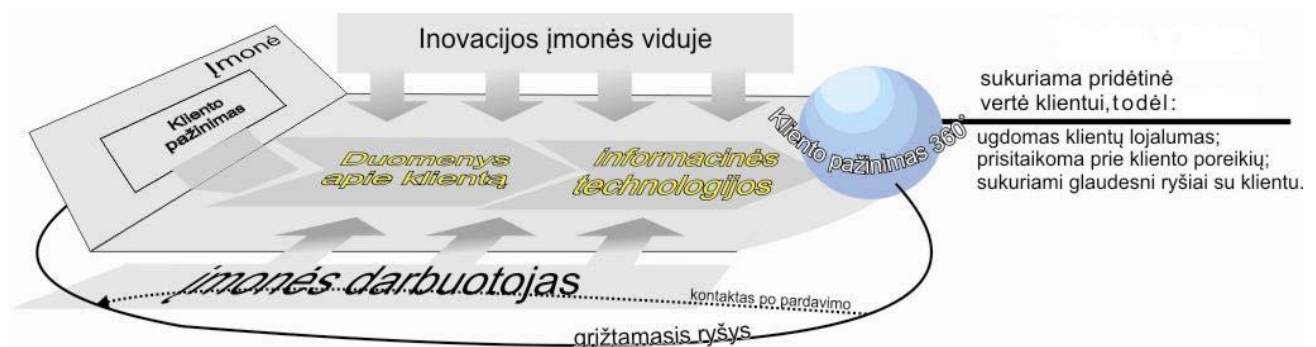 Inovacijos įmonės viduje
Įmonė
Kliento
pažinimas
Duomenys
apie klientą
informacinės
technologijos
Kliento pažinimas 360°
sukuriama pridėtinė
vertė klientui,todėl:
ugdomas klientų lojalumas;
prisitaikoma prie kliento poreikių;
sukuriami glaudesni ryšiai su klientu.
įmonės darbuotojas
kontaktas po pardavimo
grįžtamasis ryšys